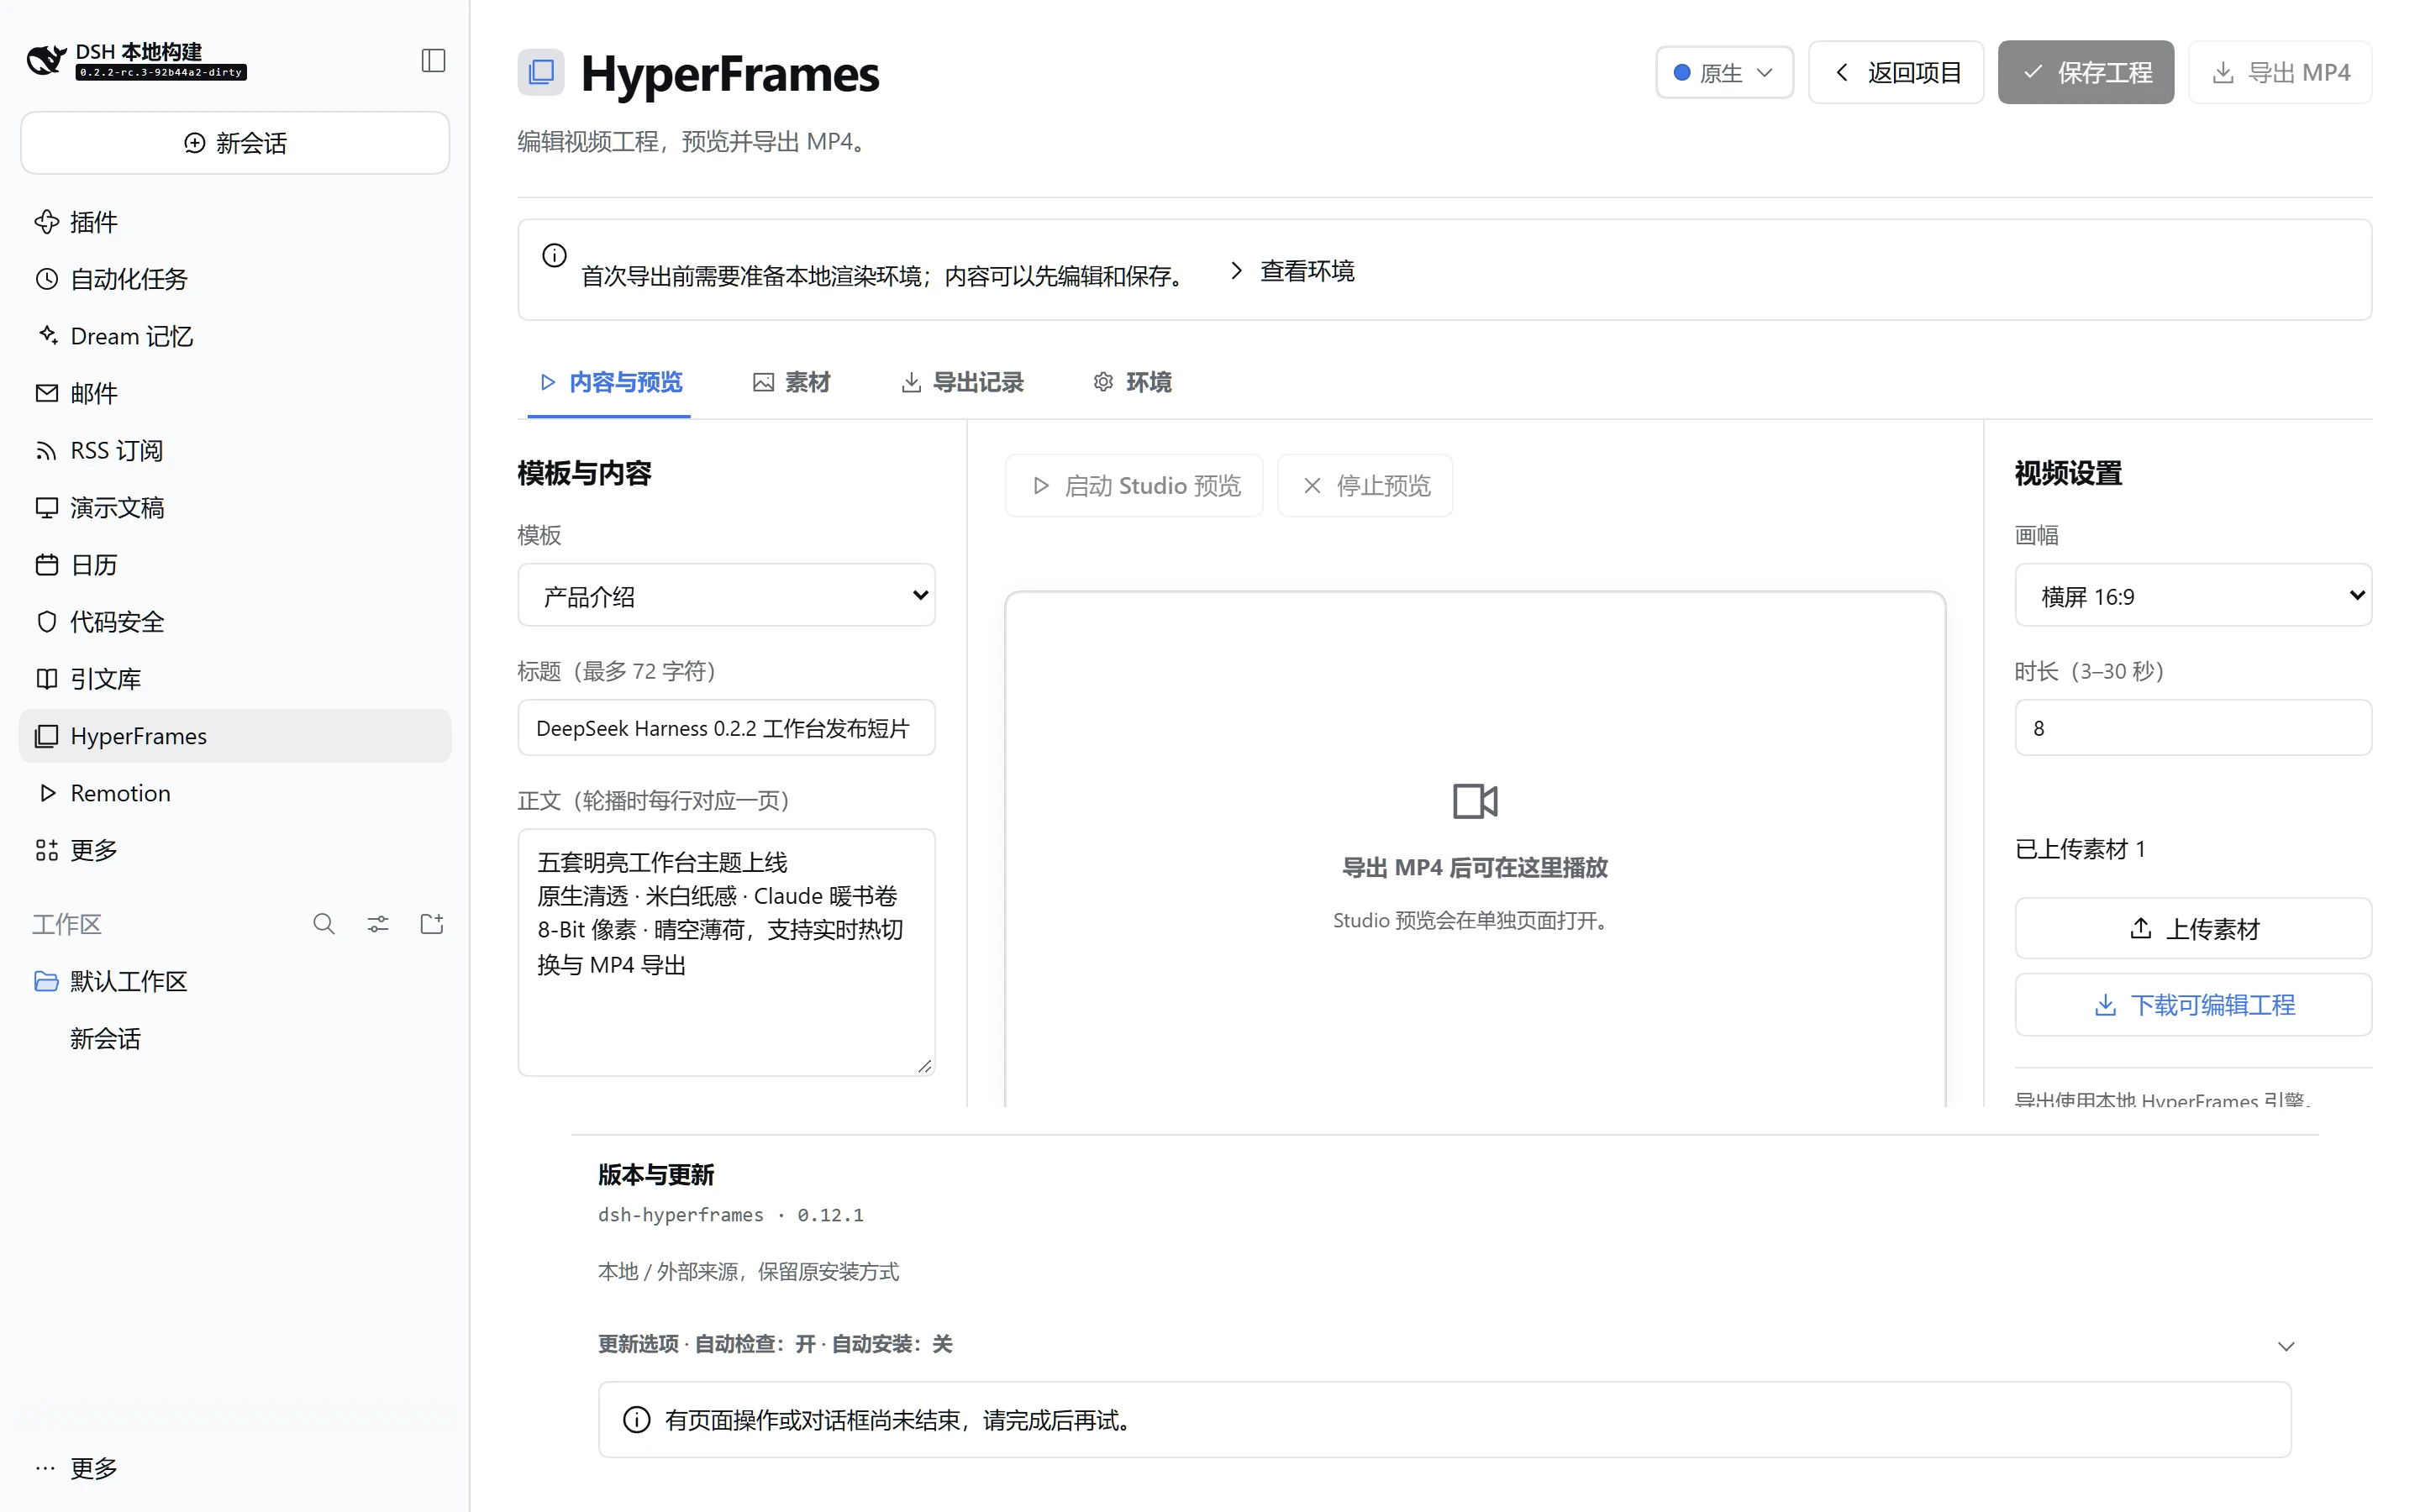 DSH 本地构建
0.2.2-rc.3-92b44a2-dirty
新会话
插件
自动化任务
Dream 记忆
邮件
RSS 订阅
演示文稿
日历
代码安全
引文库
HyperFrames
Remotion
更多
工作区
默认工作区
新会话
更多
HyperFrames
编辑视频工程，预览并导出 MP4。
原生
返回项目
保存工程
导出 MP4
首次导出前需要准备本地渲染环境；内容可以先编辑和保存。
查看环境
内容与预览
素材
导出记录
环境
模板与内容
模板
产品介绍
标题（最多 72 字符）
DeepSeek Harness 0.2.2 工作台发布短片
正文（轮播时每行对应一页）
五套明亮工作台主题上线
原生清透 · 米白纸感 · Claude 暖书卷
8-Bit 像素 · 晴空薄荷，支持实时热切
换与 MP4 导出
启动 Studio 预览
停止预览
导出 MP4 后可在这里播放
Studio 预览会在单独页面打开。
视频设置
画幅
横屏 16:9
时长（3–30 秒）
8
已上传素材 1
上传素材
下载可编辑工程
导出使用本地 HyperFrames 引擎。
版本与更新
dsh-hyperframes · 0.12.1
本地 / 外部来源，保留原安装方式
更新选项 · 自动检查：开 · 自动安装：关
有页面操作或对话框尚未结束，请完成后再试。